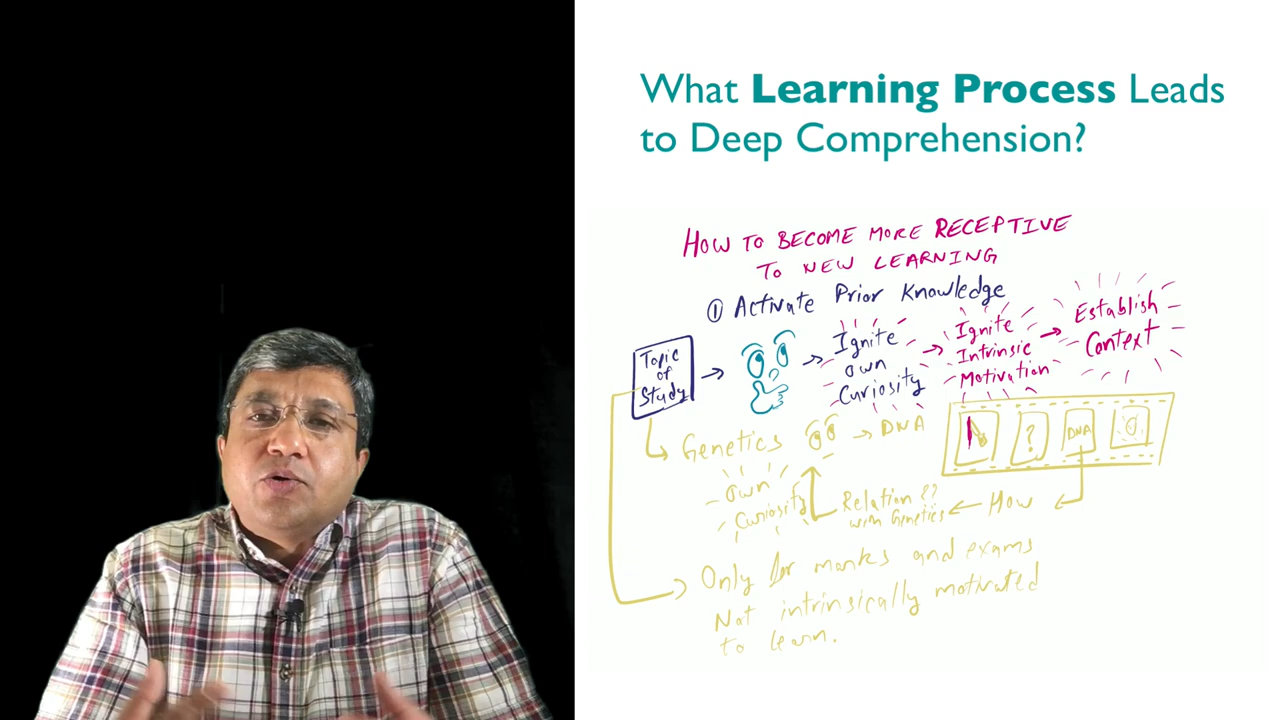 What Learning Process Leads
to Deep Comprehension?
HOW TO BECOME MORE RECEPTIVE
TO NEW LEARNING
① Activate Prior Knowledge
Topic
of
Study
Ignite
own
Curiosity
Ignite
Intrinsic
Motivation
Establish
Context
Genetics
DNA
?
DNA
Own
Curiosity
Relation ??
with Genetics
How
Only for marks and exams
Not intrinsically motivated
to learn.